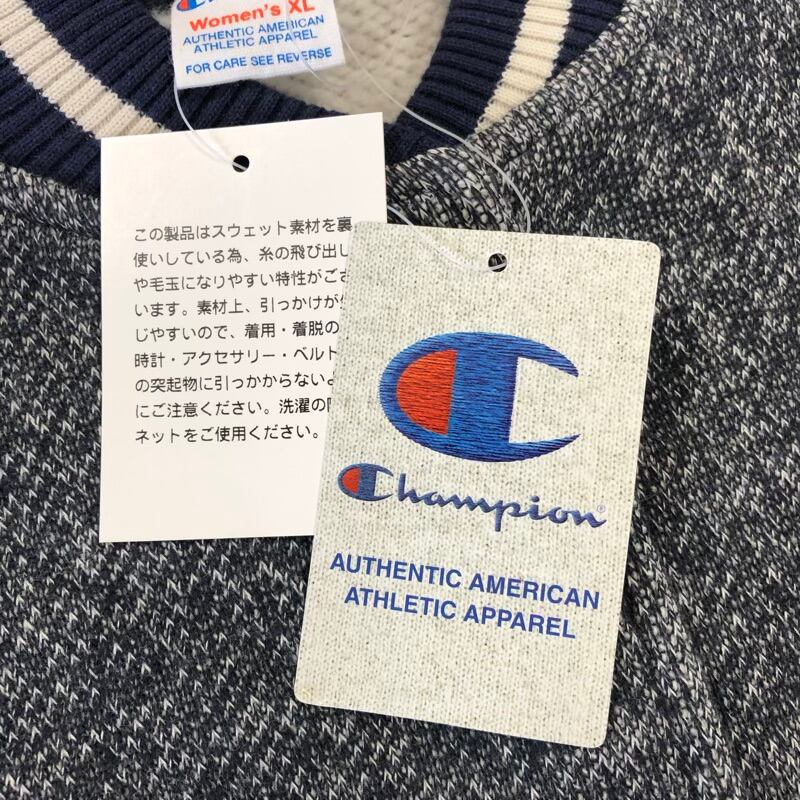 Women's XL
AUTHENTIC AMERICAN
ATHLETIC APPAREL
FOR CARE SEE REVERSE
この製品はスウェット素材を裏
使いしている為、糸の飛び出し
や毛玉になりやすい特性がござ
います。素材上、引っかけが
じやすいので、着用・着脱の
時計・アクセサリー・ベルト
の突起物に引っかからないよ
にご注意ください。洗濯の
ネットをご使用ください。
Champion®
AUTHENTIC AMERICAN
ATHLETIC APPAREL